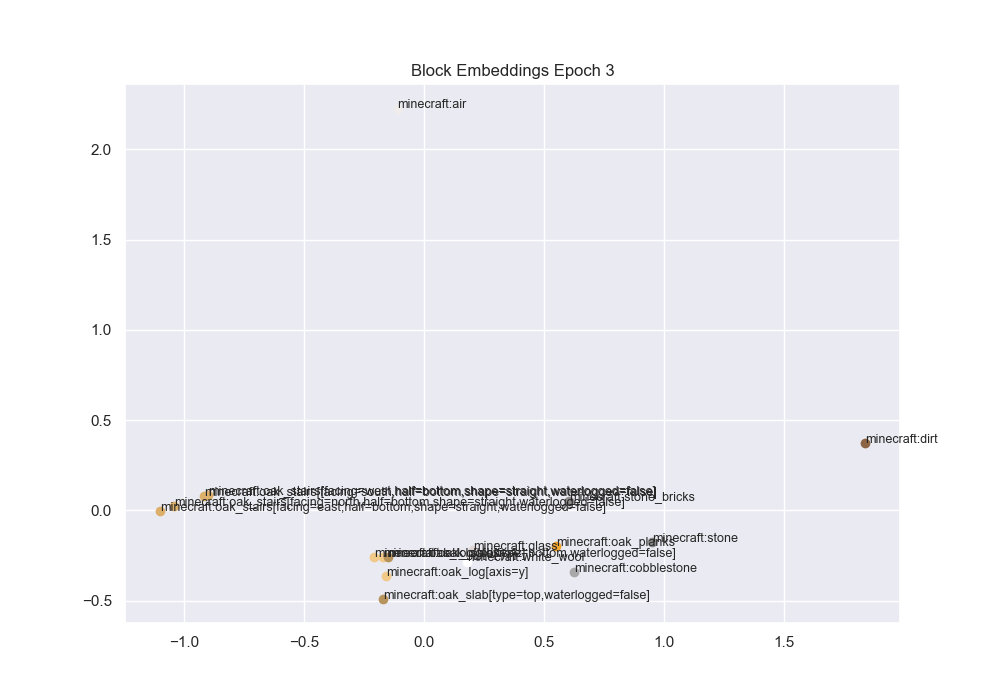 Block Embeddings Epoch 3
minecraft:air
2.0
1.5
1.0
0.5
minecraft:dirt
minecraft:oak_stairs[facing=south,half=bottom,shape=straight,waterlogged=false]
minecraft:oak_stairs[facing=north,half=bottom,shape=straight,waterlogged=false]
minecraft:oak_stairs[facing=east,half=bottom,shape=straight,waterlogged=false]
0.0
minecraft:stone
minecraft:glass
minecraft:oak_planks
minecraft:white_wool
minecraft:cobblestone
minecraft:oak_log[axis=y]
minecraft:oak_slab[type=top,waterlogged=false]
−0.5
−1.0 −0.5 0.0 0.5 1.0 1.5